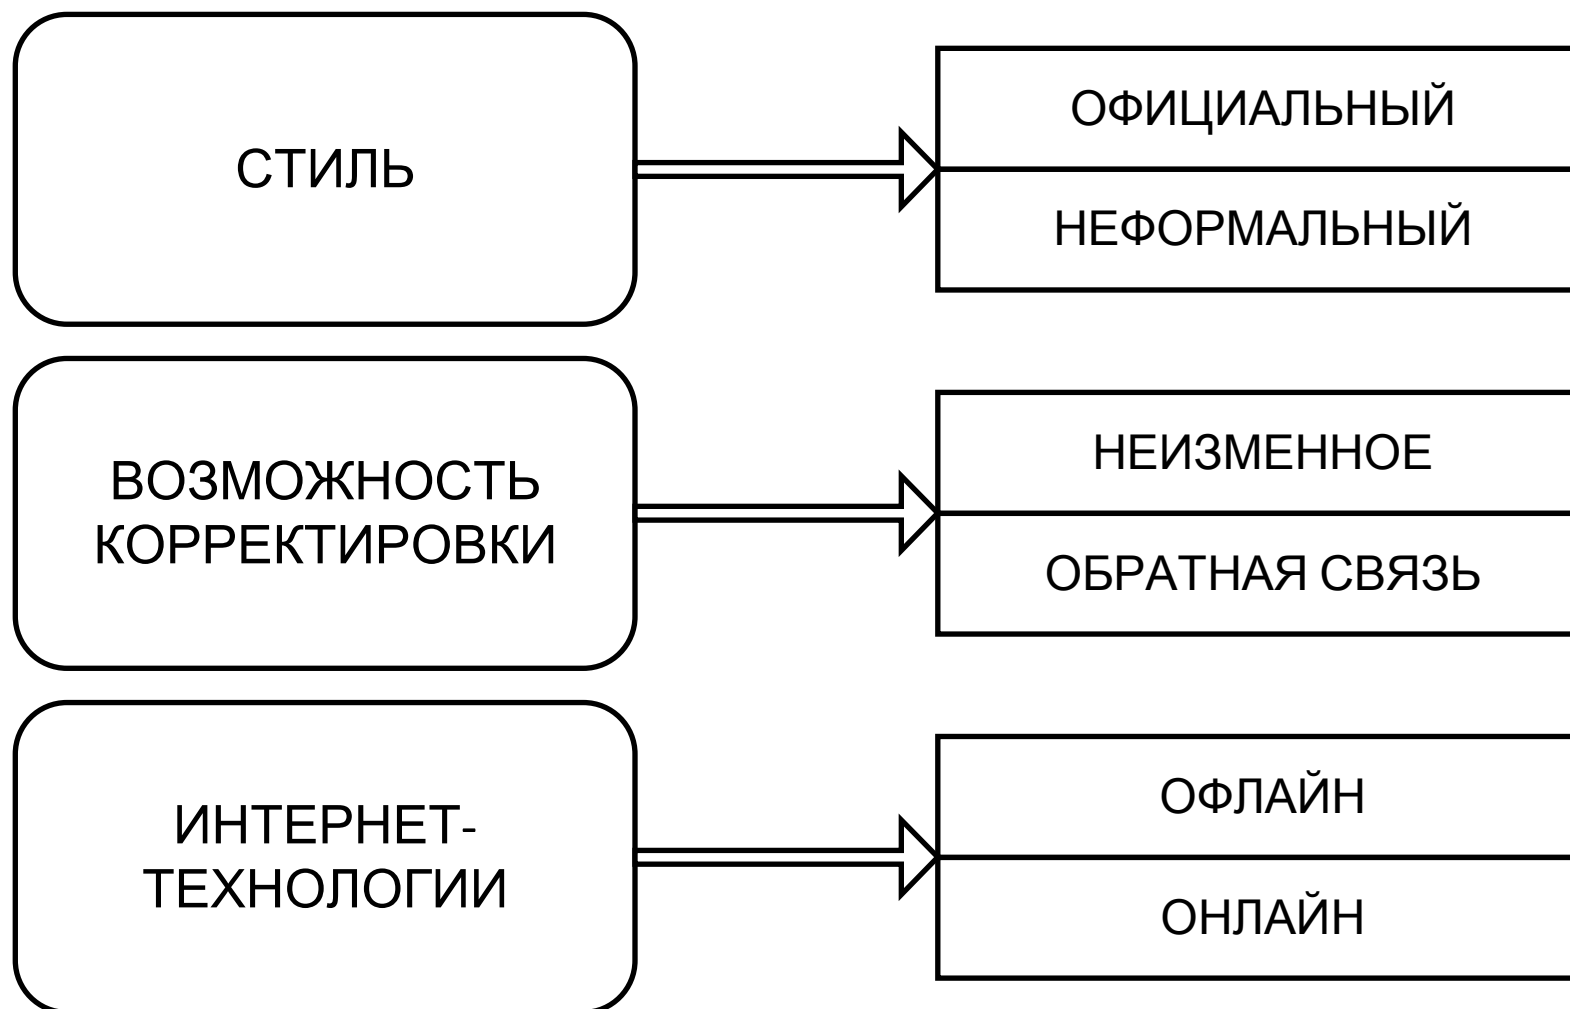 СТИЛЬ
ОФИЦИАЛЬНЫЙ
НЕФОРМАЛЬНЫЙ
ВОЗМОЖНОСТЬ
КОРРЕКТИРОВКИ
НЕИЗМЕННОЕ
ОБРАТНАЯ СВЯЗЬ
ИНТЕРНЕТ-
ТЕХНОЛОГИИ
ОФЛАЙН
ОНЛАЙН